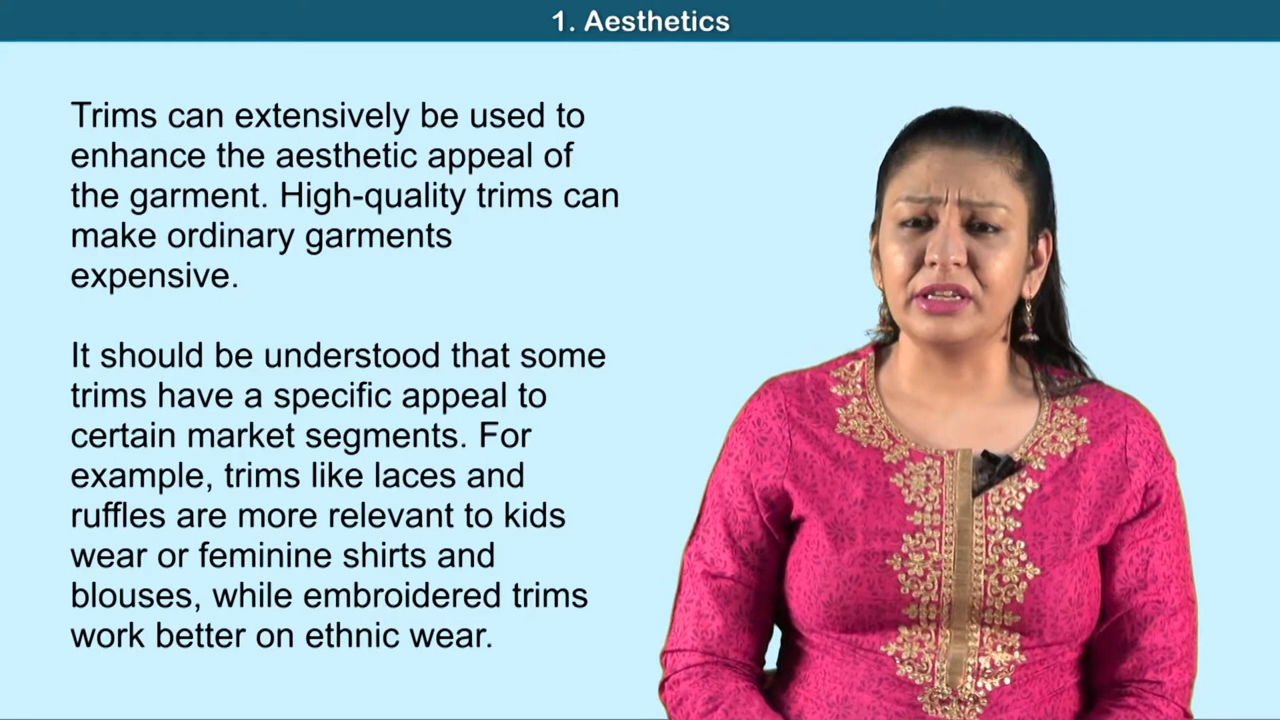 1. Aesthetics
Trims can extensively be used to
enhance the aesthetic appeal of
the garment. High-quality trims can
make ordinary garments
expensive.
It should be understood that some
trims have a specific appeal to
certain market segments. For
example, trims like laces and
ruffles are more relevant to kids
wear or feminine shirts and
blouses, while embroidered trims
work better on ethnic wear.